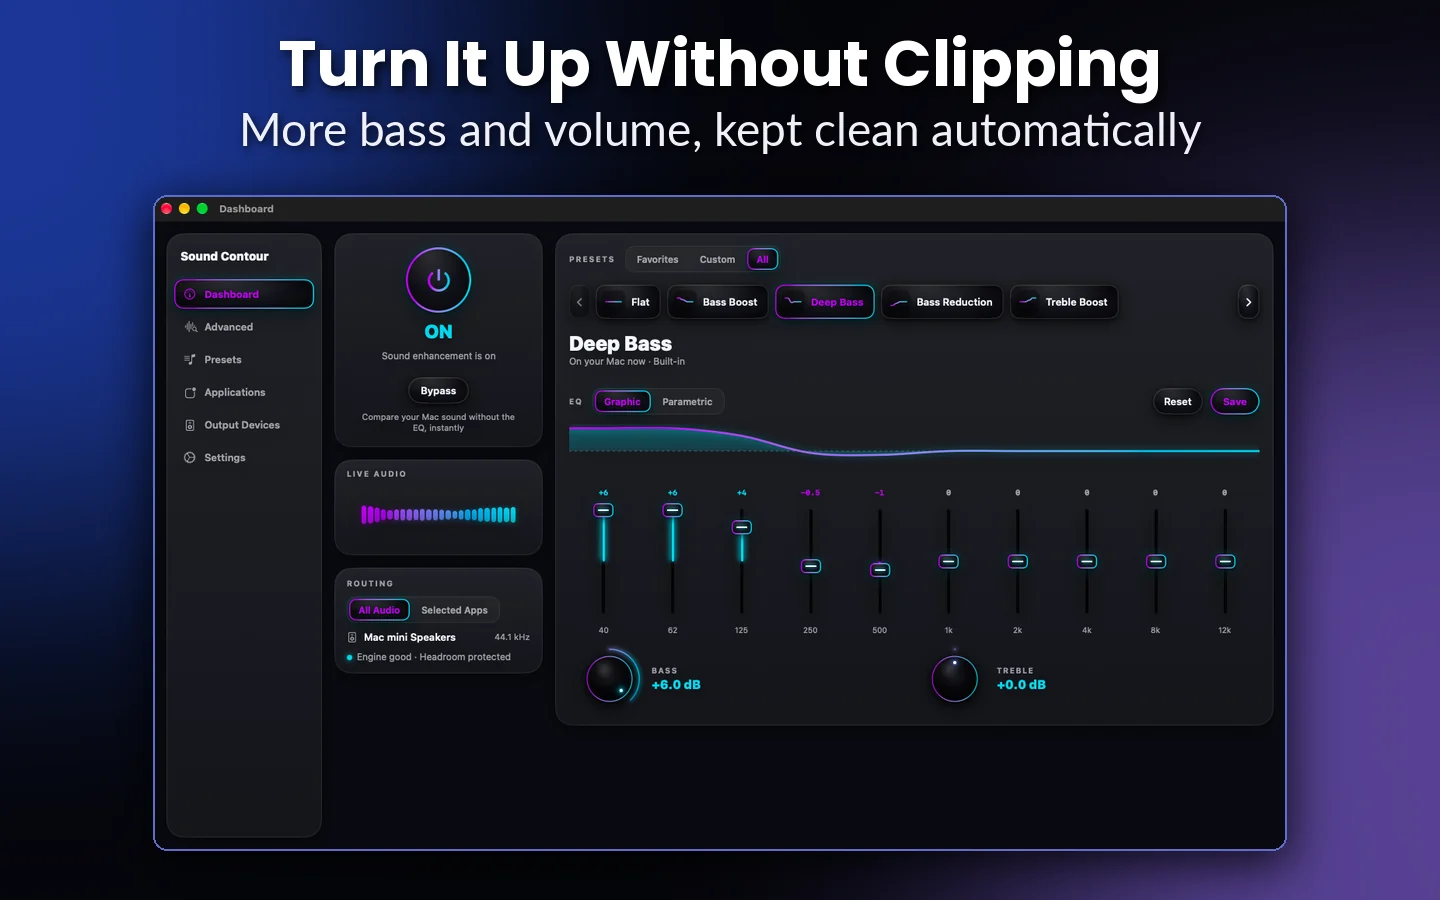 Turn It Up Without Clipping
More bass and volume, kept clean automatically
Dashboard
Sound Contour
Dashboard
Advanced
Presets
Applications
Output Devices
Settings
ON
Sound enhancement is on
Bypass
Compare your Mac sound without the
EQ, instantly
LIVE AUDIO
ROUTING
All Audio Selected Apps
Mac mini Speakers 44.1 kHz
Engine good · Headroom protected
PRESETS Favorites Custom All
Flat Bass Boost Deep Bass Bass Reduction Treble Boost
Deep Bass
On your Mac now · Built-in
EQ Graphic Parametric Reset Save
+6 +6 +4 -0.5 -1 0 0 0 0 0
40 62 125 250 500 1k 2k 4k 8k 12k
BASS
+6.0 dB
TREBLE
+0.0 dB